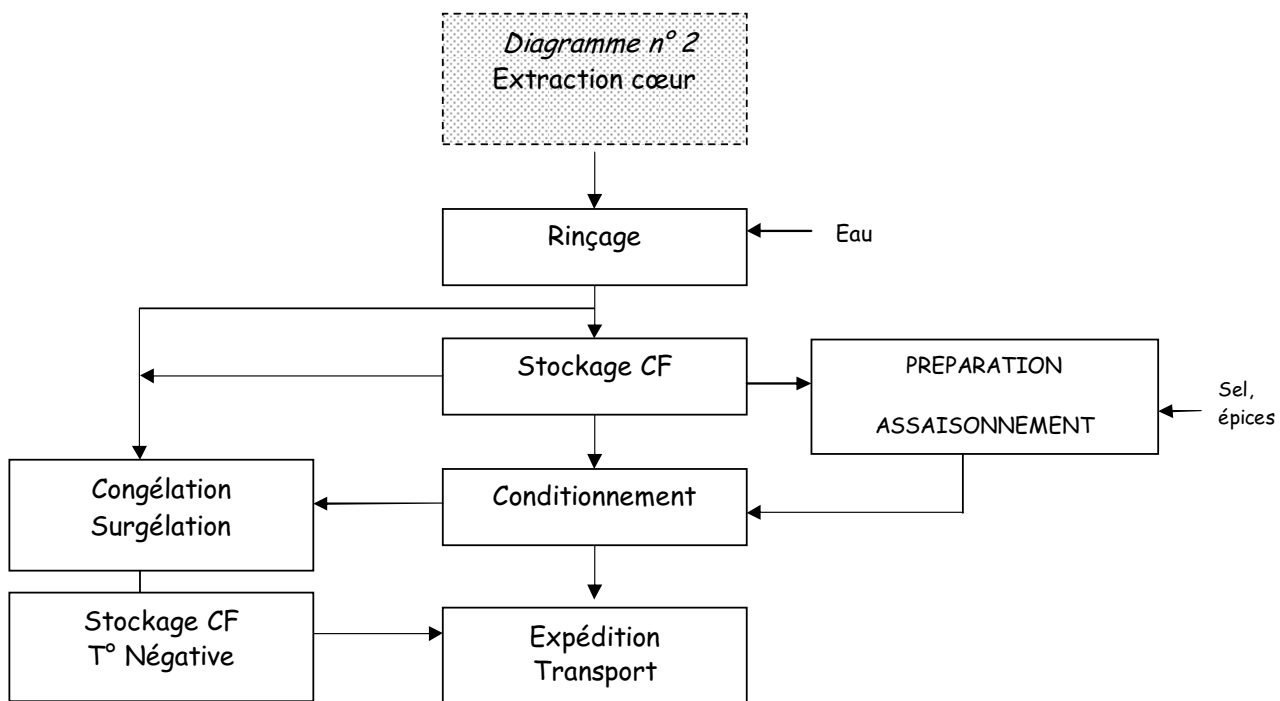 Diagramme n° 2
Extraction cœur
Rinçage
Eau
Stockage CF
PREPARATION
ASSAISONNEMENT
Sel,
épices
Congélation
Surgélation
Conditionnement
Stockage CF
T° Négative
Expédition
Transport